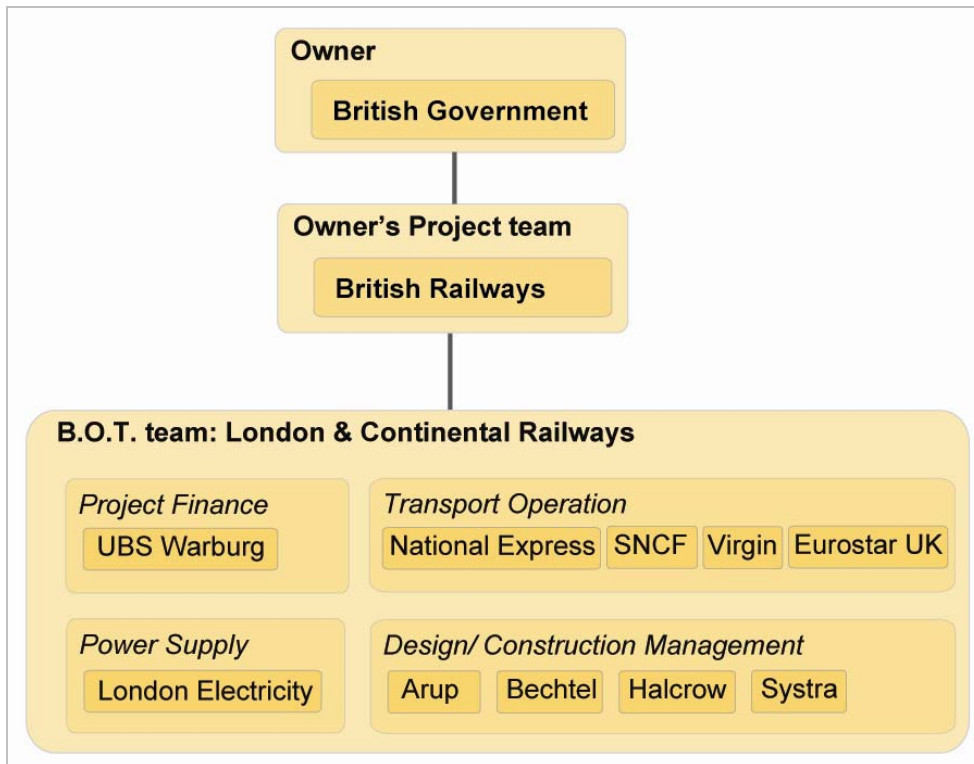 Owner
British Government
Owner's Project team
British Railways
B.O.T. team: London & Continental Railways
Project Finance
UBS Warburg
Transport Operation
National Express SNCF Virgin Eurostar UK
Power Supply
London Electricity
Design/ Construction Management
Arup Bechtel Halcrow Systra